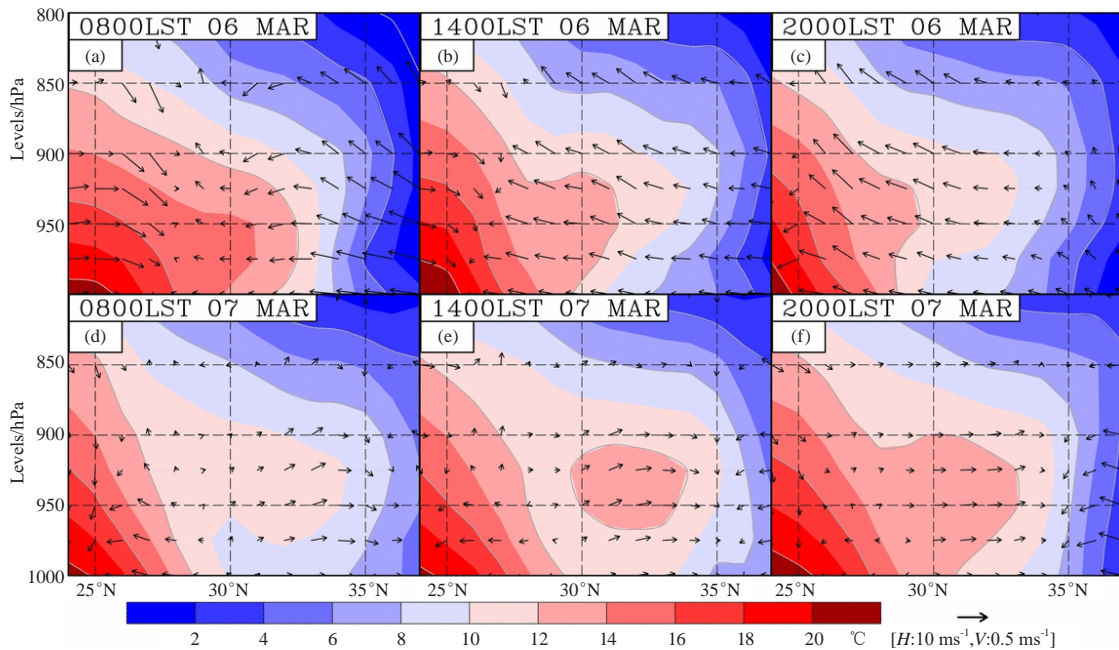 800
0800LST 06 MAR
1400LST 06 MAR
2000LST 06 MAR
(a)
(b)
(c)
850
900
950
Levels/hPa
0800LST 07 MAR
1400LST 07 MAR
2000LST 07 MAR
(d)
(e)
(f)
850
900
950
1000
Levels/hPa
25°N 30°N 35°N 25°N 30°N 35°N 25°N 30°N 35°N
2 4 6 8 10 12 14 16 18 20 ℃
[H:10 ms⁻¹,V:0.5 ms⁻¹]